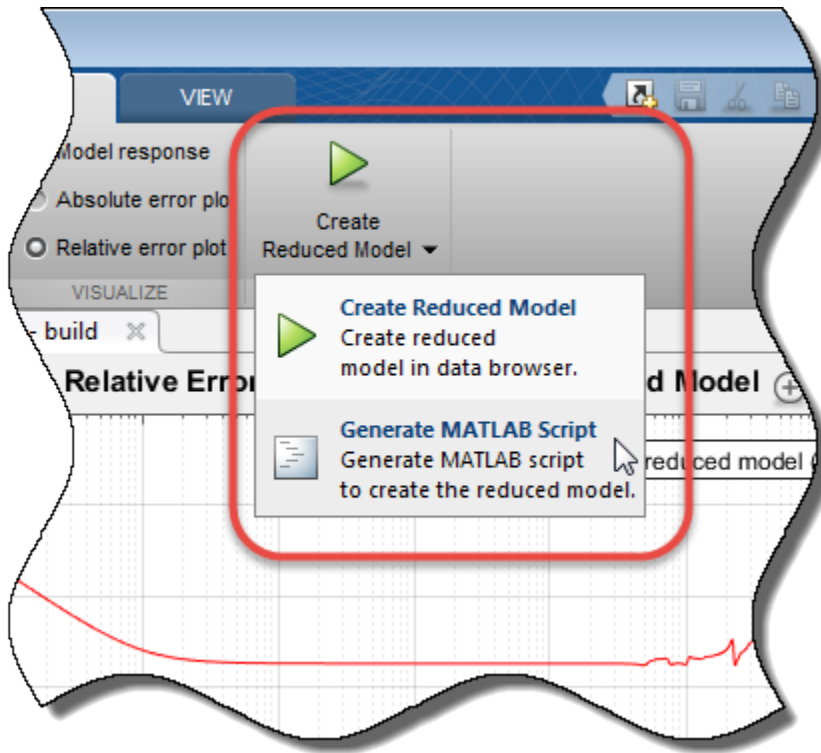 VIEW
Model response
Absolute error plo
Relative error plot
Create
Reduced Model
VISUALIZE
- build
Create Reduced Model
Create reduced
model in data browser.
Generate MATLAB Script
Generate MATLAB script
to create the reduced model.
Relative Erro
d Model
reduced model (